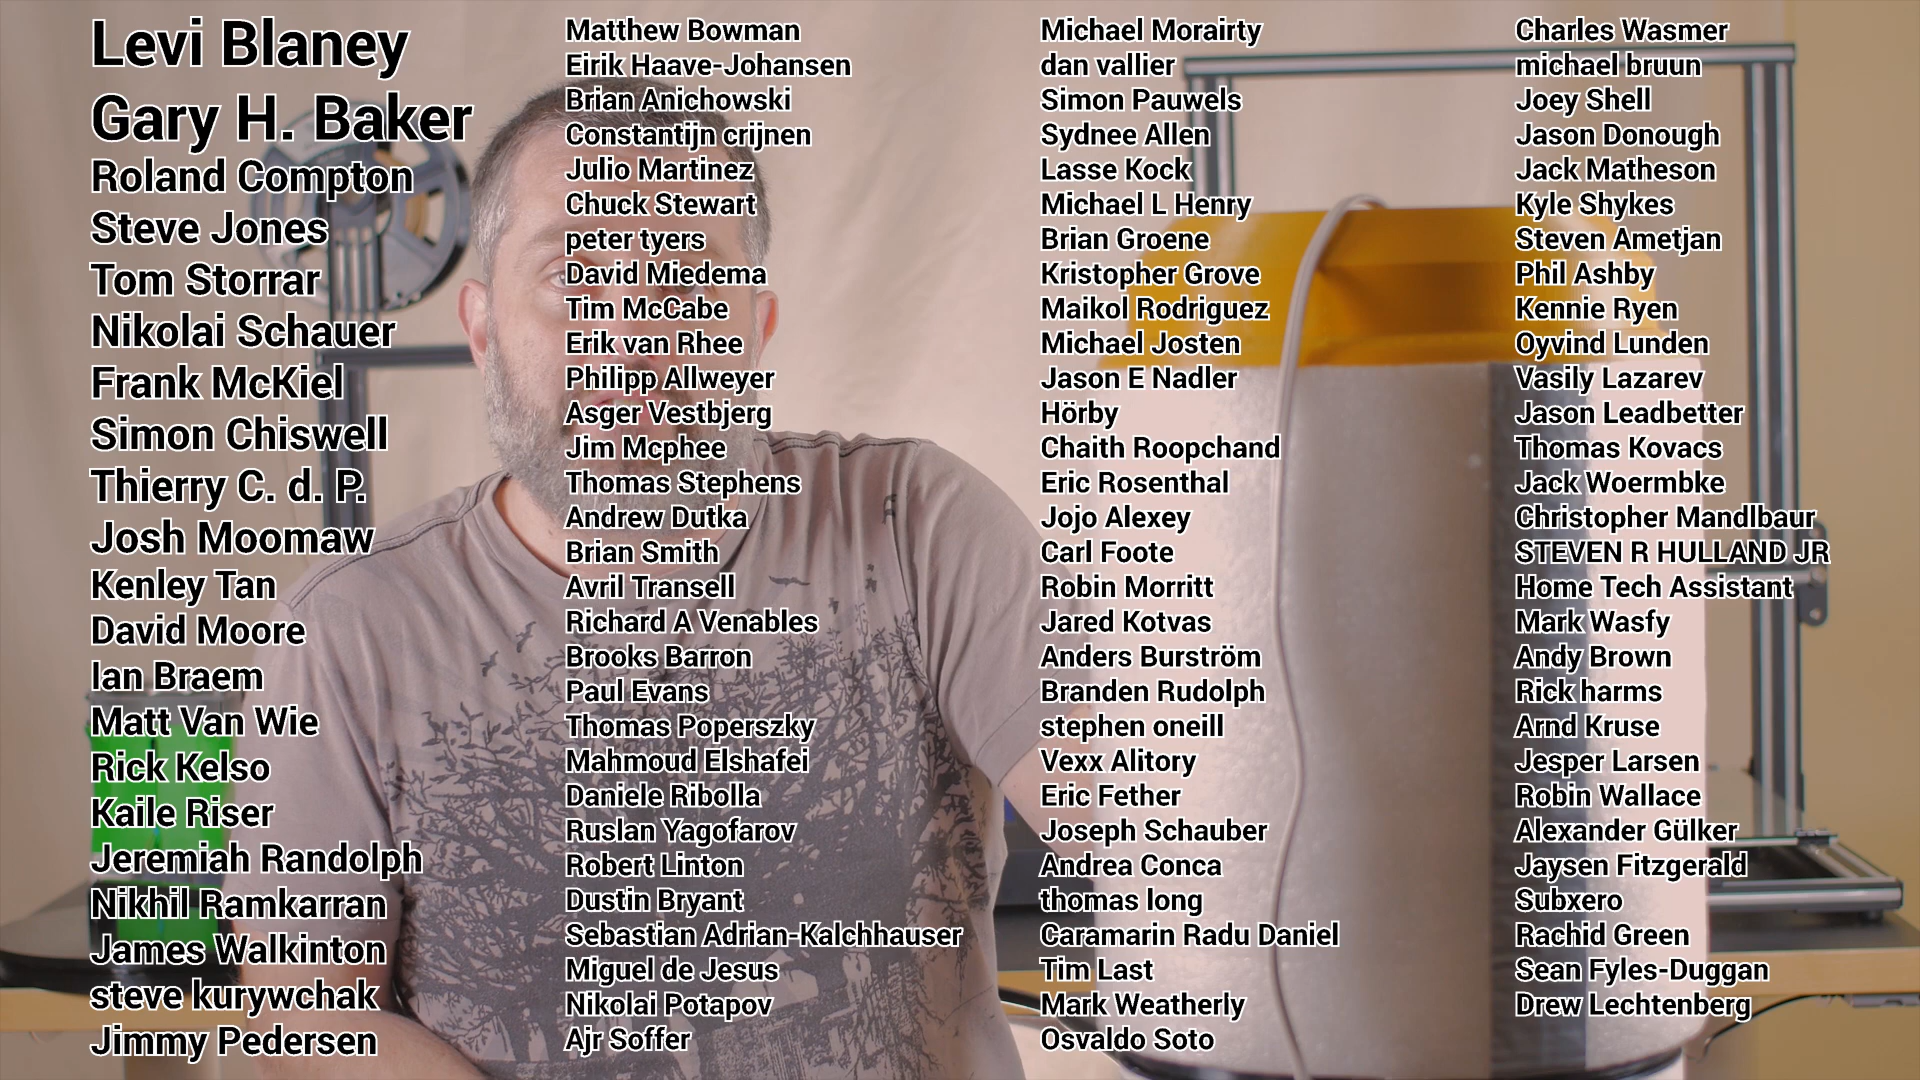 Levi Blaney
Gary H. Baker
Roland Compton
Steve Jones
Tom Storrar
Nikolai Schauer
Frank McKiel
Simon Chiswell
Thierry C. d. P.
Josh Moomaw
Kenley Tan
David Moore
Ian Braem
Matt Van Wie
Rick Kelso
Kaile Riser
Jeremiah Randolph
Nikhil Ramkarran
James Walkinton
steve kurywchak
Jimmy Pedersen
Matthew Bowman
Eirik Haave-Johansen
Brian Anichowski
Constantijn crijnen
Julio Martinez
Chuck Stewart
peter tyers
David Miedema
Tim McCabe
Erik van Rhee
Philipp Allweyer
Asger Vestbjerg
Jim Mcphee
Thomas Stephens
Andrew Dutka
Brian Smith
Avril Transell
Richard A Venables
Brooks Barron
Paul Evans
Thomas Poperszky
Mahmoud Elshafei
Daniele Ribolla
Ruslan Yagofarov
Robert Linton
Dustin Bryant
Sebastian Adrian-Kalchhauser
Miguel de Jesus
Nikolai Potapov
Ajr Soffer
Michael Morairty
dan vallier
Simon Pauwels
Sydnee Allen
Lasse Kock
Michael L Henry
Brian Groene
Kristopher Grove
Maikol Rodriguez
Michael Josten
Jason E Nadler
Hörby
Chaith Roopchand
Eric Rosenthal
Jojo Alexey
Carl Foote
Robin Morritt
Jared Kotvas
Anders Burström
Branden Rudolph
stephen oneill
Vexx Alitory
Eric Fether
Joseph Schauber
Andrea Conca
thomas long
Caramarin Radu Daniel
Tim Last
Mark Weatherly
Osvaldo Soto
Charles Wasmer
michael bruun
Joey Shell
Jason Donough
Jack Matheson
Kyle Shykes
Steven Ametjan
Phil Ashby
Kennie Ryen
Oyvind Lunden
Vasily Lazarev
Jason Leadbetter
Thomas Kovacs
Jack Woermbke
Christopher Mandlbaur
STEVEN R HULLAND JR
Home Tech Assistant
Mark Wasfy
Andy Brown
Rick harms
Arnd Kruse
Jesper Larsen
Robin Wallace
Alexander Gülker
Jaysen Fitzgerald
Subxero
Rachid Green
Sean Fyles-Duggan
Drew Lechtenberg